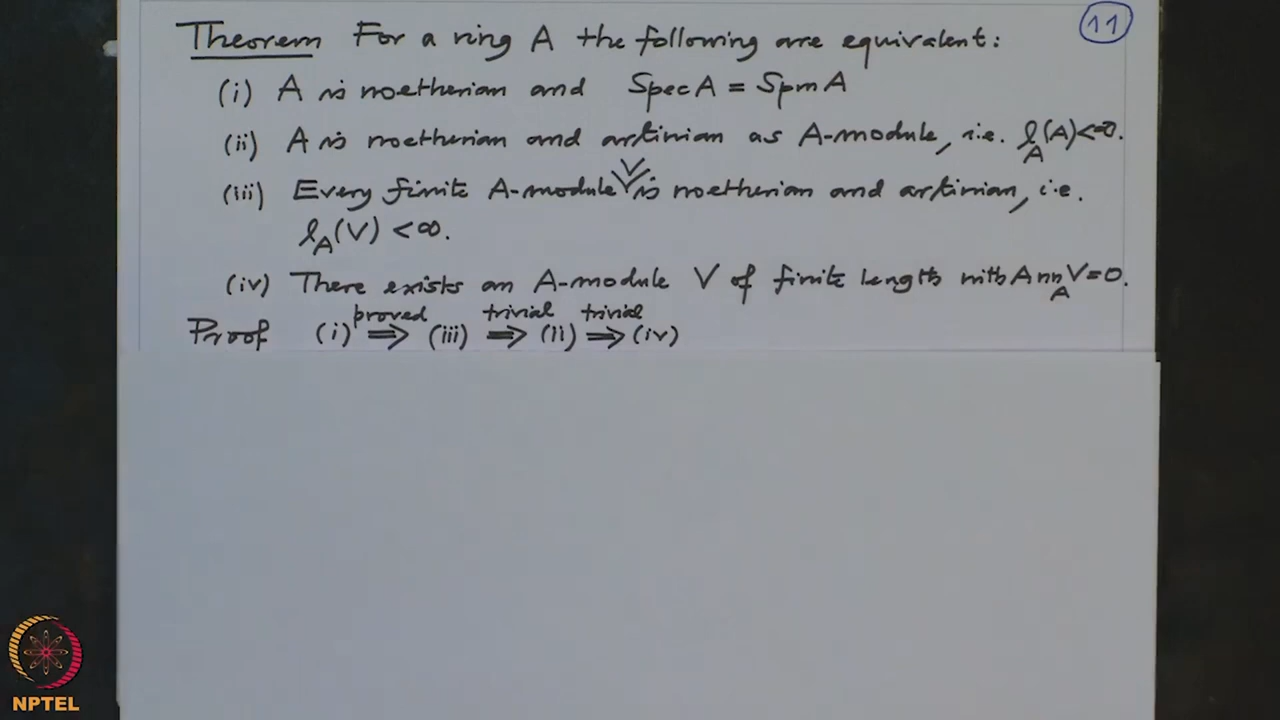 11
Theorem For a ring A the following are equivalent:
(i) A is noetherian and Spec A = Spm A
(ii) A is noetherian and artinian as A-module, i.e. ℓ_A(A) < ∞.
(iii) Every finite A-module V is noetherian and artinian, i.e.
ℓ_A(V) < ∞.
(iv) There exists an A-module V of finite length with Ann_A V = 0.
proved trivial trivial
Proof (i) ⇒ (iii) ⇒ (ii) ⇒ (iv)
NPTEL